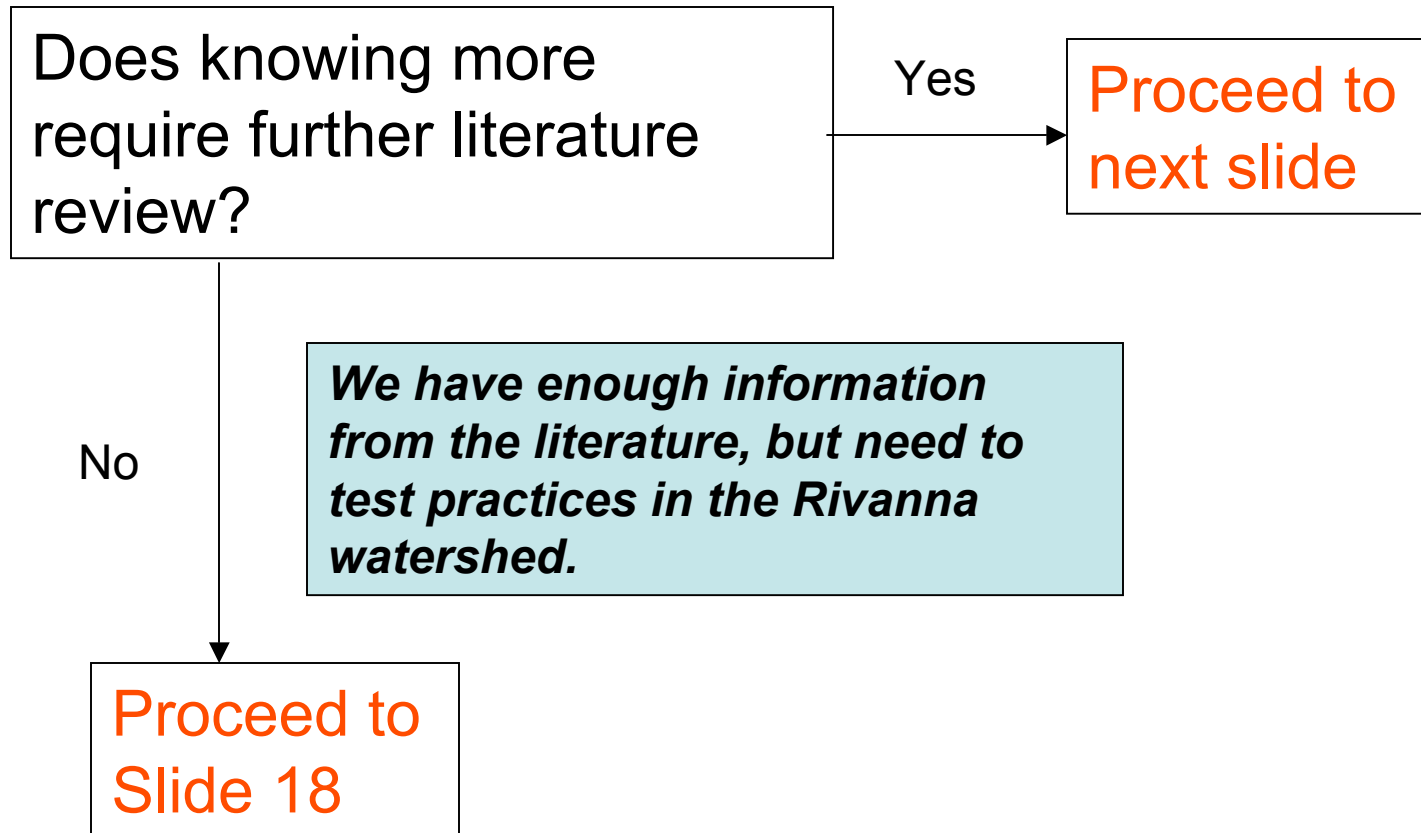 Does knowing more
require further literature
review?
Yes
Proceed to
next slide
No
We have enough information
from the literature, but need to
test practices in the Rivanna
watershed.
Proceed to
Slide 18